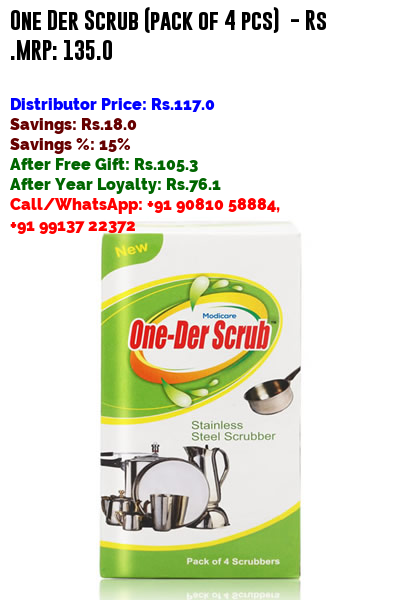 One Der Scrub (pack of 4 pcs) - Rs
.MRP: 135.0
Distributor Price: Rs.117.0
Savings: Rs.18.0
Savings %: 15%
After Free Gift: Rs.105.3
After Year Loyalty: Rs.76.1
Call/WhatsApp: +91 90810 58884,
+91 99137 22372
New
Modicare
One-Der Scrub™
Stainless
Steel Scrubber
Pack of 4 Scrubbers